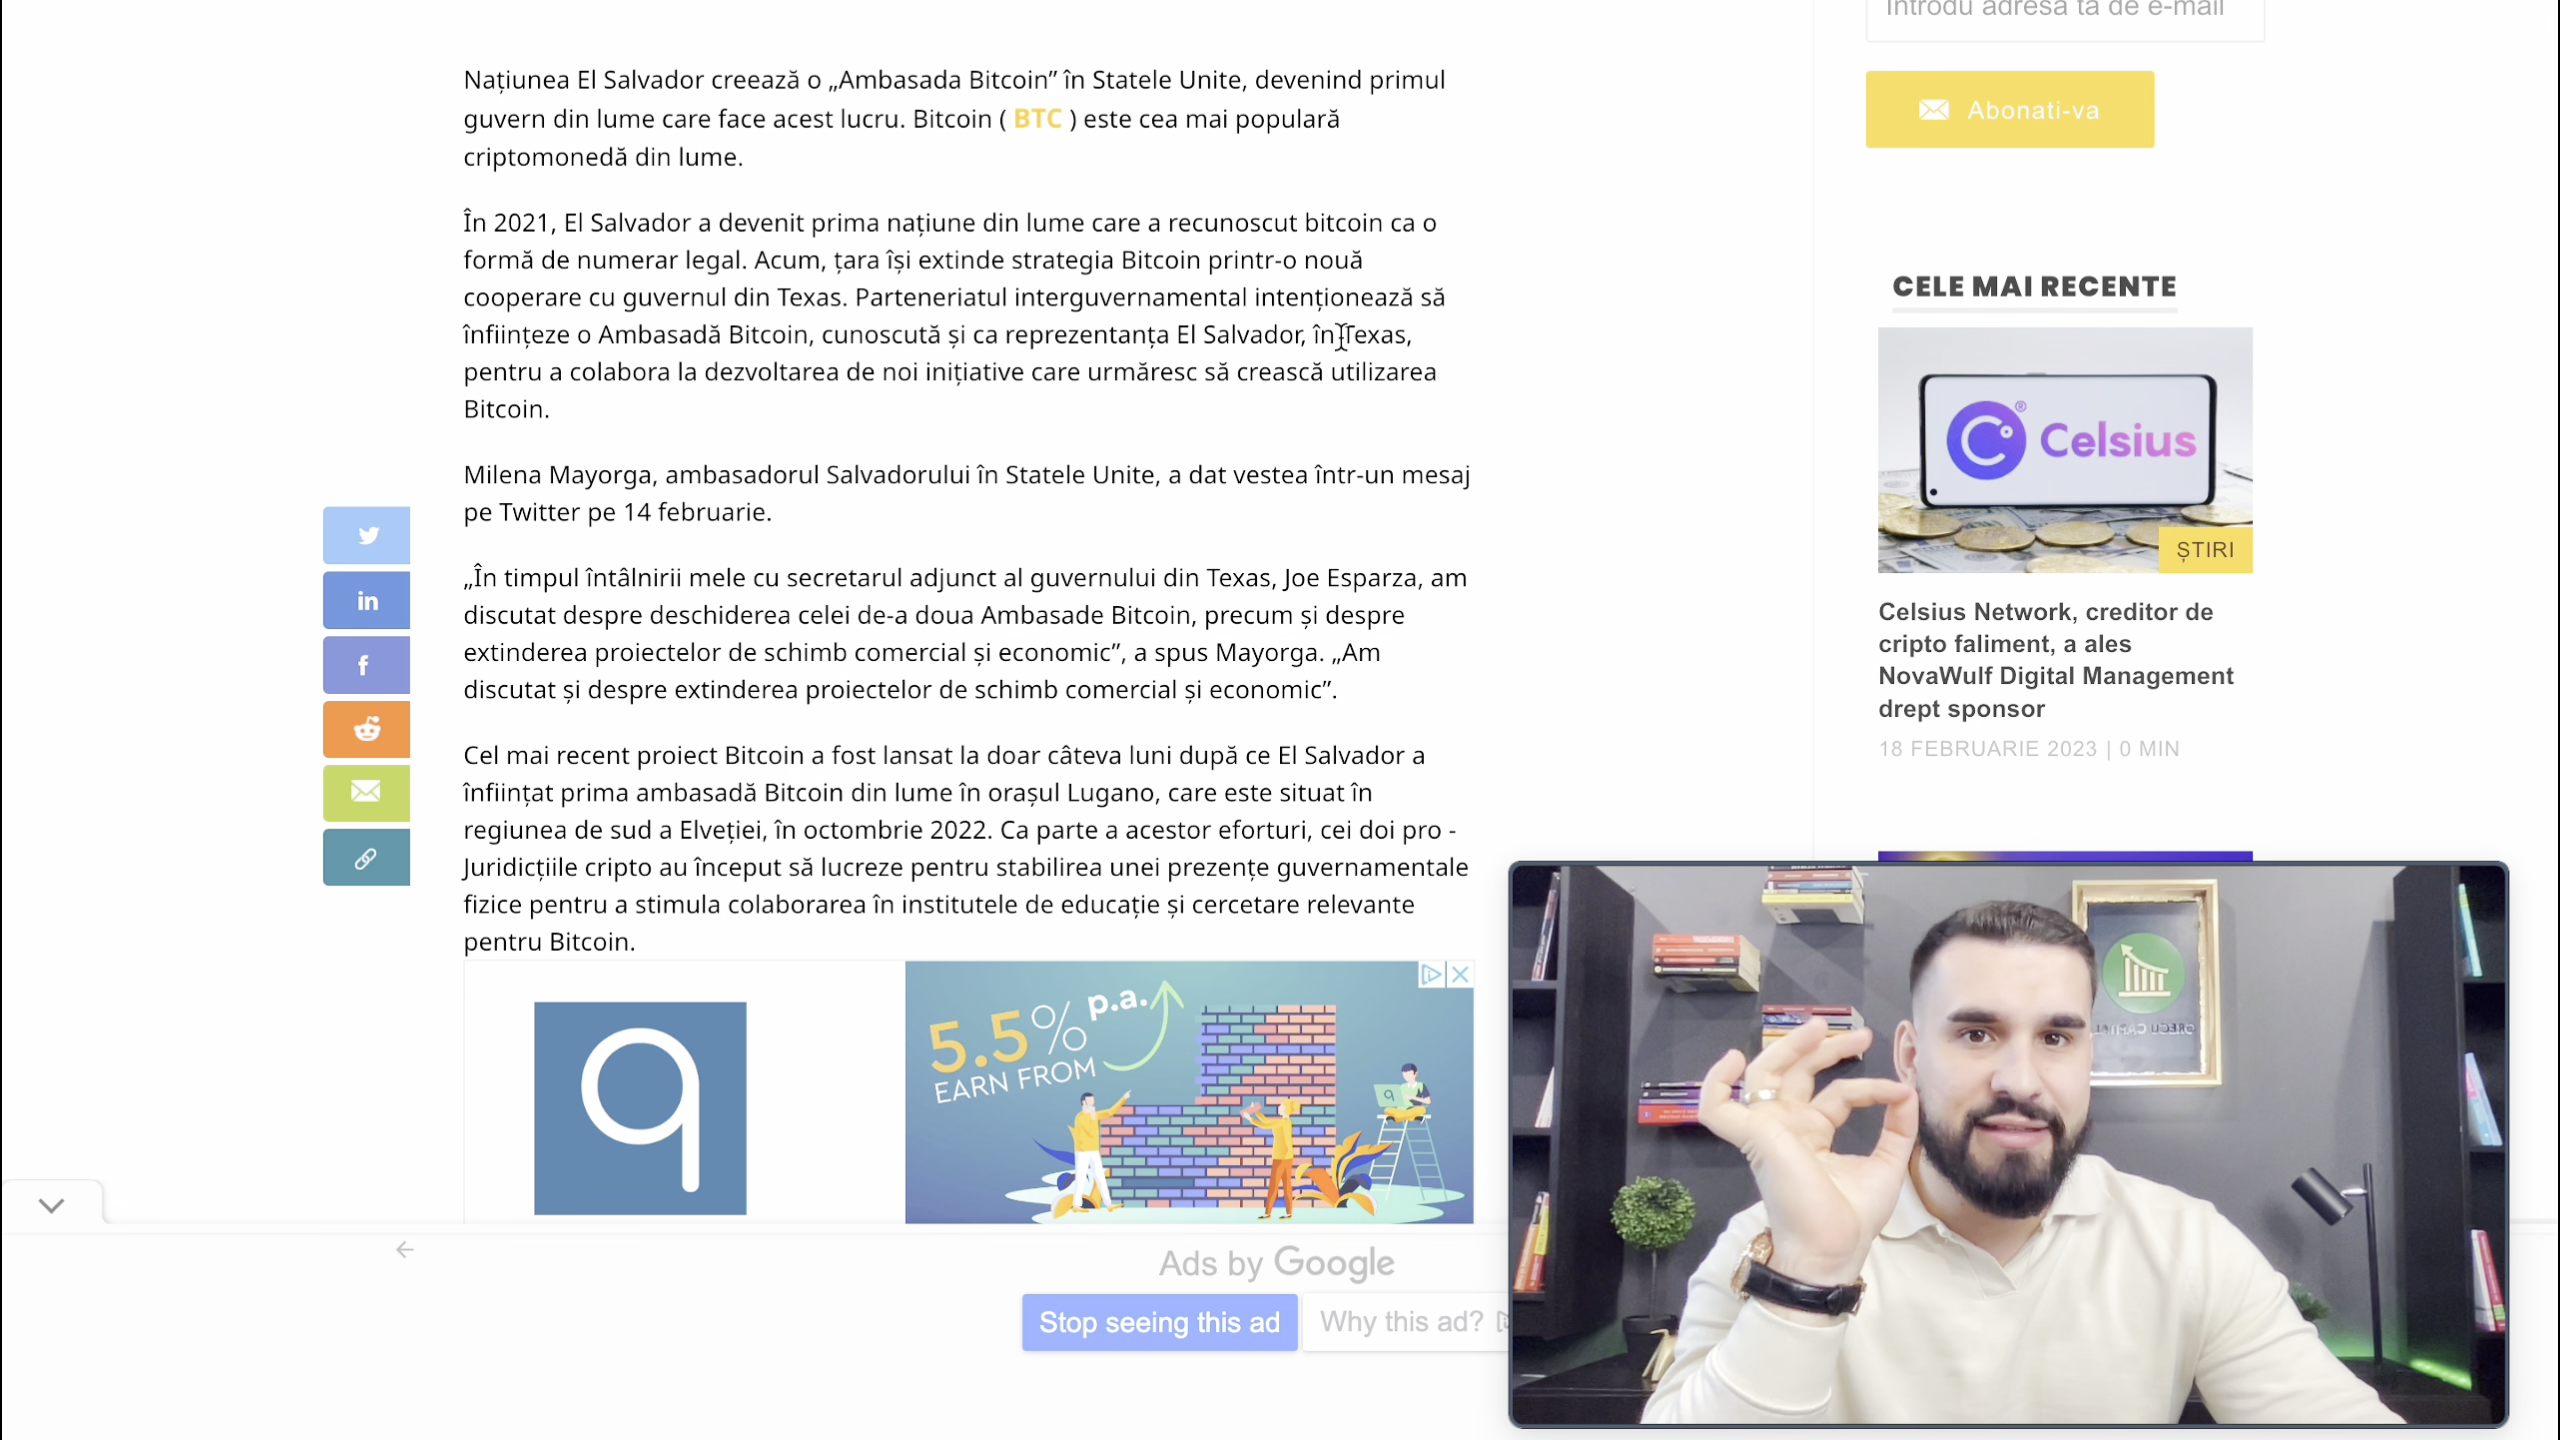 Introdu adresa ta de e-mail
Abonati-va
Națiunea El Salvador creează o „Ambasada Bitcoin” în Statele Unite, devenind primul
guvern din lume care face acest lucru. Bitcoin ( BTC ) este cea mai populară
criptomonedă din lume.
În 2021, El Salvador a devenit prima națiune din lume care a recunoscut bitcoin ca o
formă de numerar legal. Acum, țara își extinde strategia Bitcoin printr-o nouă
cooperare cu guvernul din Texas. Parteneriatul interguvernamental intenționează să
înființeze o Ambasadă Bitcoin, cunoscută și ca reprezentanța El Salvador, în Texas,
pentru a colabora la dezvoltarea de noi inițiative care urmăresc să crească utilizarea
Bitcoin.
Milena Mayorga, ambasadorul Salvadorului în Statele Unite, a dat vestea într-un mesaj
pe Twitter pe 14 februarie.
„În timpul întâlnirii mele cu secretarul adjunct al guvernului din Texas, Joe Esparza, am
discutat despre deschiderea celei de-a doua Ambasade Bitcoin, precum și despre
extinderea proiectelor de schimb comercial și economic”, a spus Mayorga. „Am
discutat și despre extinderea proiectelor de schimb comercial și economic”.
Cel mai recent proiect Bitcoin a fost lansat la doar câteva luni după ce El Salvador a
înființat prima ambasadă Bitcoin din lume în orașul Lugano, care este situat în
regiunea de sud a Elveției, în octombrie 2022. Ca parte a acestor eforturi, cei doi pro -
Juridicțiile cripto au început să lucreze pentru stabilirea unei prezențe guvernamentale
fizice pentru a stimula colaborarea în institutele de educație și cercetare relevante
pentru Bitcoin.
CELE MAI RECENTE
Celsius
ȘTIRI
Celsius Network, creditor de
cripto faliment, a ales
NovaWulf Digital Management
drept sponsor
18 FEBRUARIE 2023 | 0 MIN
5.5% p.a.
EARN FROM
Ads by Google
Stop seeing this ad
Why this ad?